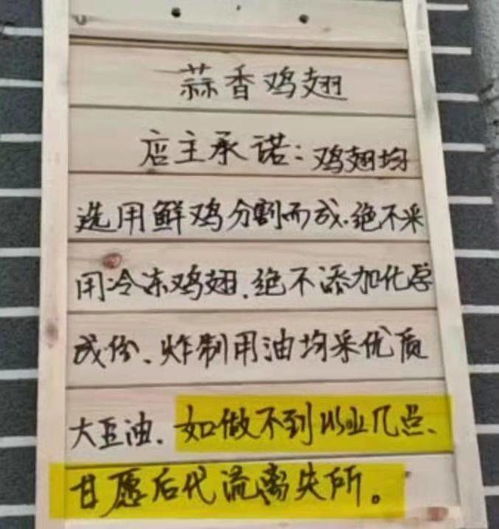 蒜香鸡翅
店主承诺：鸡翅均
选用鲜鸡分割而成.绝不采
用冷冻鸡翅.绝不添加化学
成份、炸制用油均采优质
大豆油.如做不到以上几点、
甘愿后代流离失所。